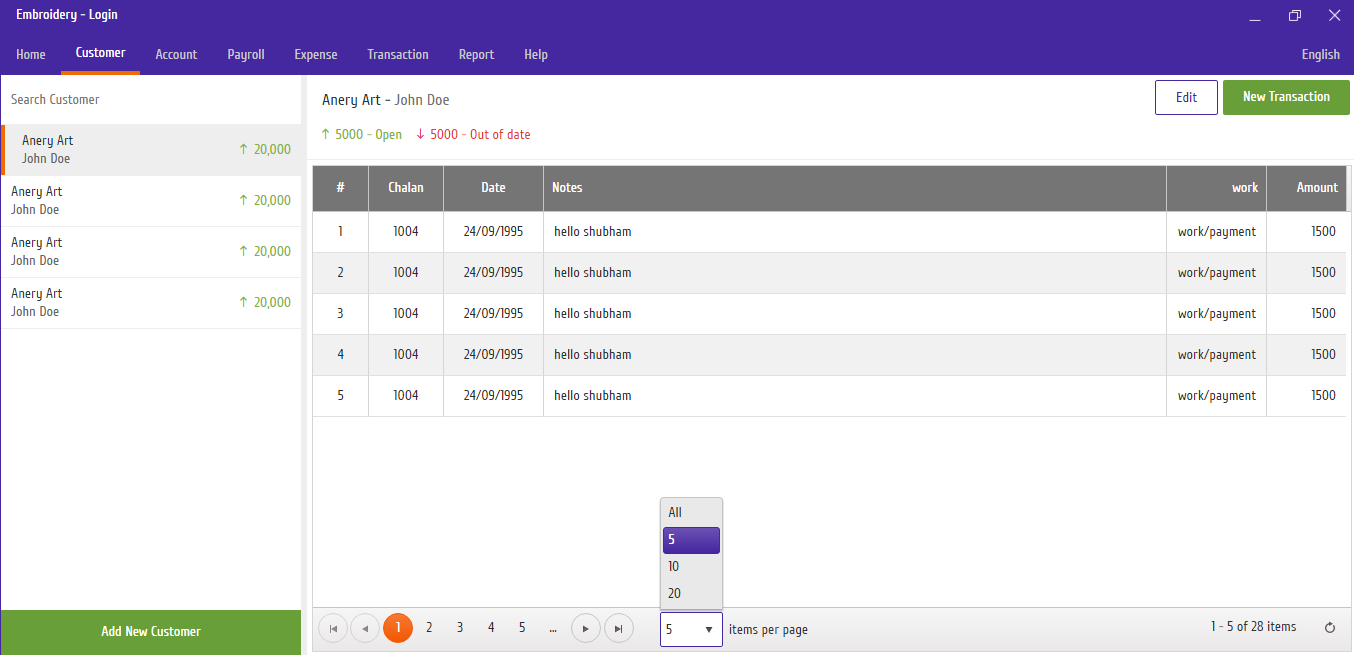 Embroidery - Login
Home Customer Account Payroll Expense Transaction Report Help English
Search Customer
Anery Art
John Doe
↑ 20,000
Anery Art
John Doe
↑ 20,000
Anery Art
John Doe
↑ 20,000
Anery Art
John Doe
↑ 20,000
Add New Customer
Anery Art - John Doe
Edit New Transaction
↑ 5000 - Open ↓ 5000 - Out of date
# Chalan Date Notes work Amount
1 1004 24/09/1995 hello shubham work/payment 1500
2 1004 24/09/1995 hello shubham work/payment 1500
3 1004 24/09/1995 hello shubham work/payment 1500
4 1004 24/09/1995 hello shubham work/payment 1500
5 1004 24/09/1995 hello shubham work/payment 1500
All
5
10
20
1 2 3 4 5 ... 5 items per page 1 - 5 of 28 items